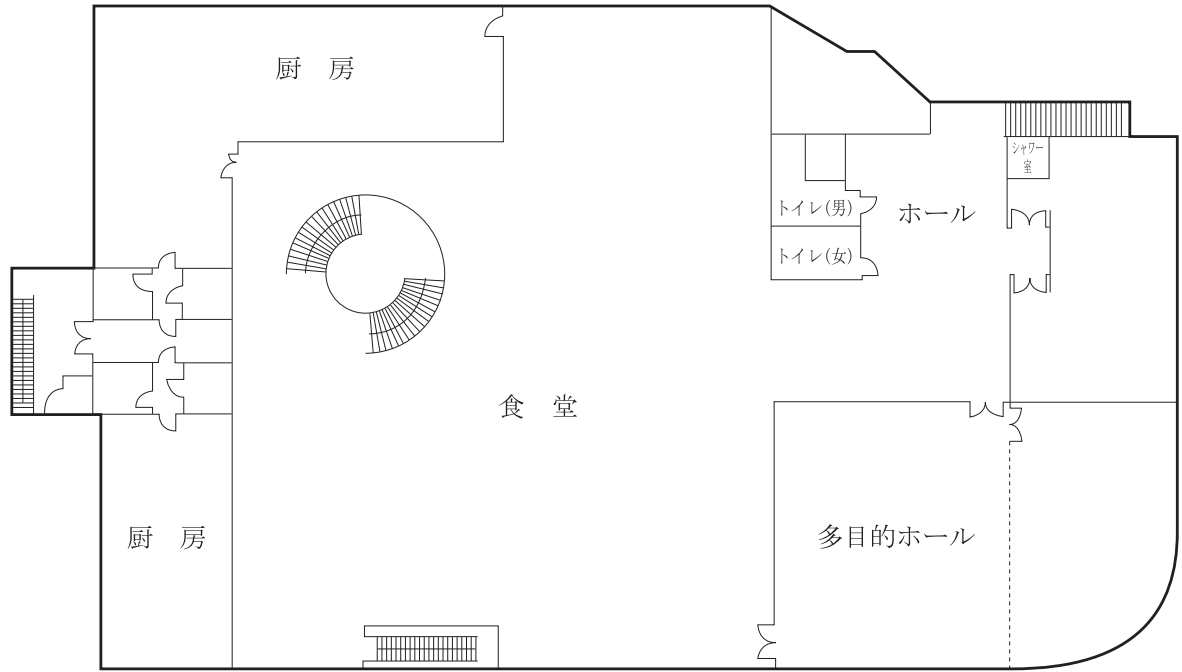 厨　房
シャワー
室
トイレ(男)
ホール
トイレ(女)
食　堂
厨　房
多目的ホール